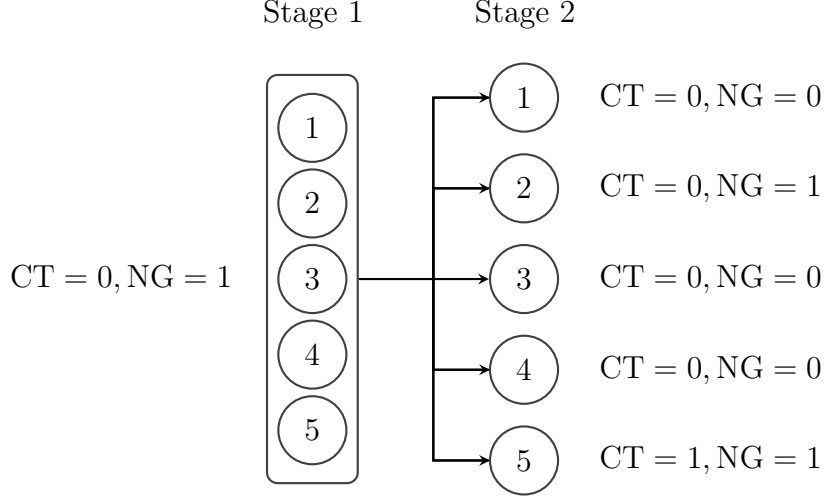 Stage 1
Stage 2
1
2
3
4
5
CT = 0, NG = 1
1
CT = 0, NG = 0
2
CT = 0, NG = 1
3
CT = 0, NG = 0
4
CT = 0, NG = 0
5
CT = 1, NG = 1